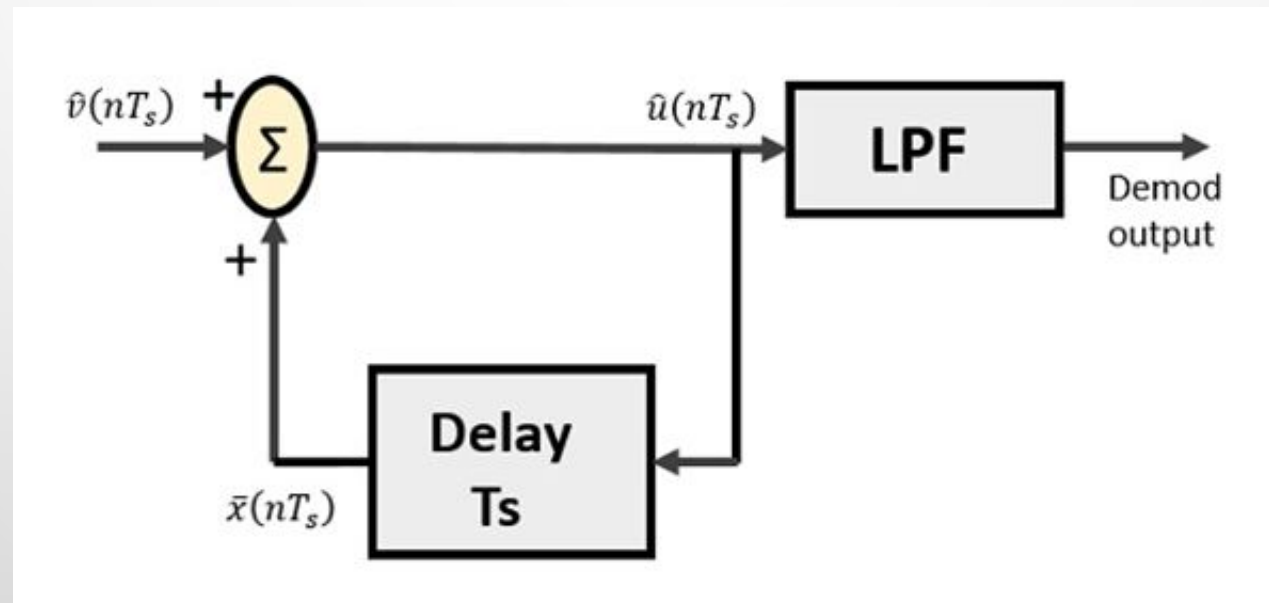 v̂(nTₛ)
+
Σ
û(nTₛ)
LPF
Demod
output
+
Delay
Ts
x̄(nTₛ)